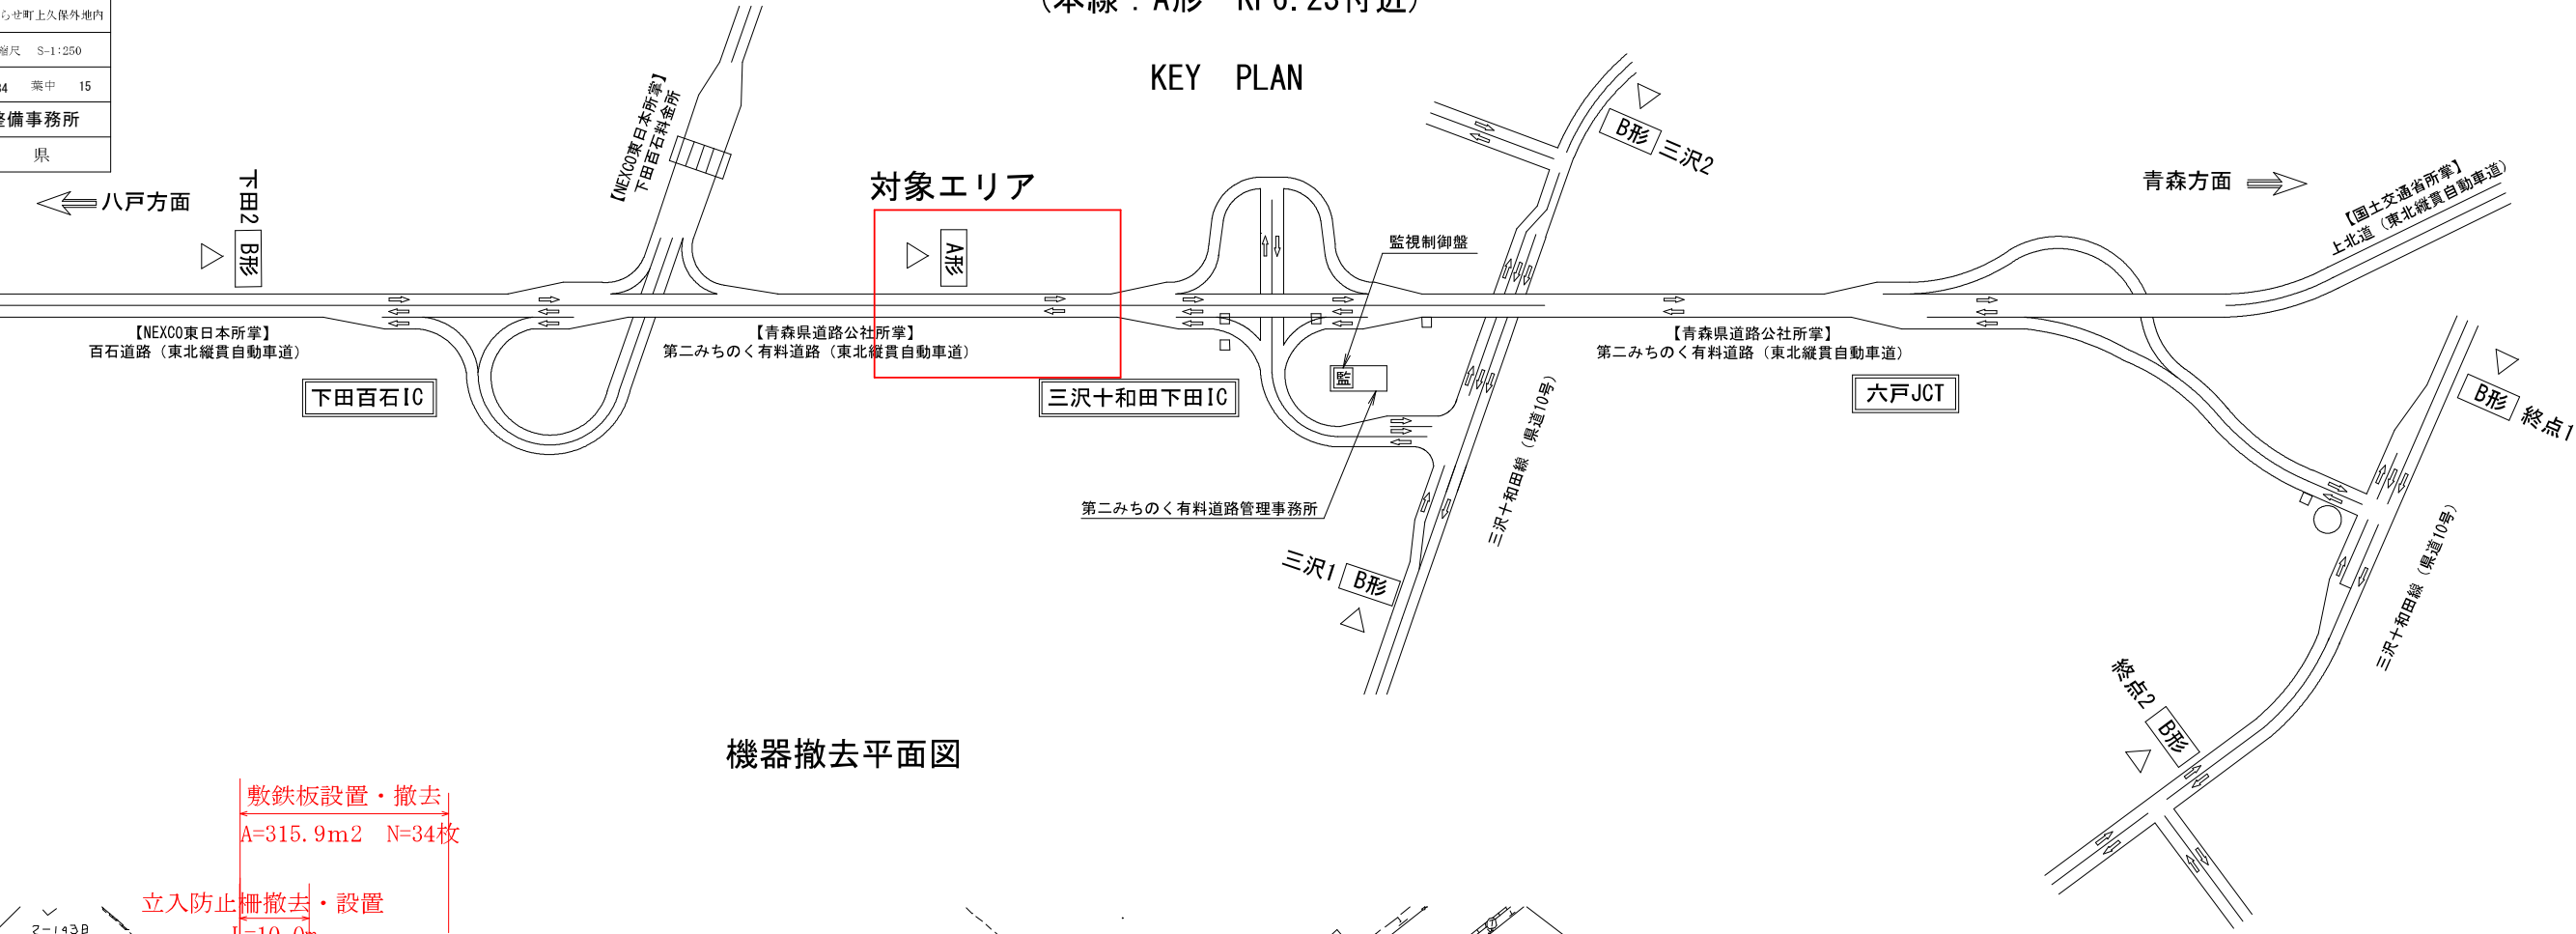 らせ町上久保外地内
縮尺 S-1:250
葉中 15
整備事務所
県
(本線：A形 KP6.23付近)
KEY PLAN
八戸方面
下田2
B形
【NEXCO東日本所掌】
下田百石料金所
対象エリア
A形
監視制御盤
B形 三沢2
青森方面
【国土交通省所掌】
上北道（東北縦貫自動車道）
【NEXCO東日本所掌】
百石道路（東北縦貫自動車道）
【青森県道路公社所掌】
第二みちのく有料道路（東北縦貫自動車道）
【青森県道路公社所掌】
第二みちのく有料道路（東北縦貫自動車道）
下田百石IC
三沢十和田下田IC
監
六戸JCT
B形 終点1
三沢十和田線（県道10号）
第二みちのく有料道路管理事務所
三沢1 B形
三沢十和田線（県道10号）
終点2 B形
機器撤去平面図
敷鉄板設置・撤去
A=315.9m2 N=34枚
立入防止柵撤去・設置